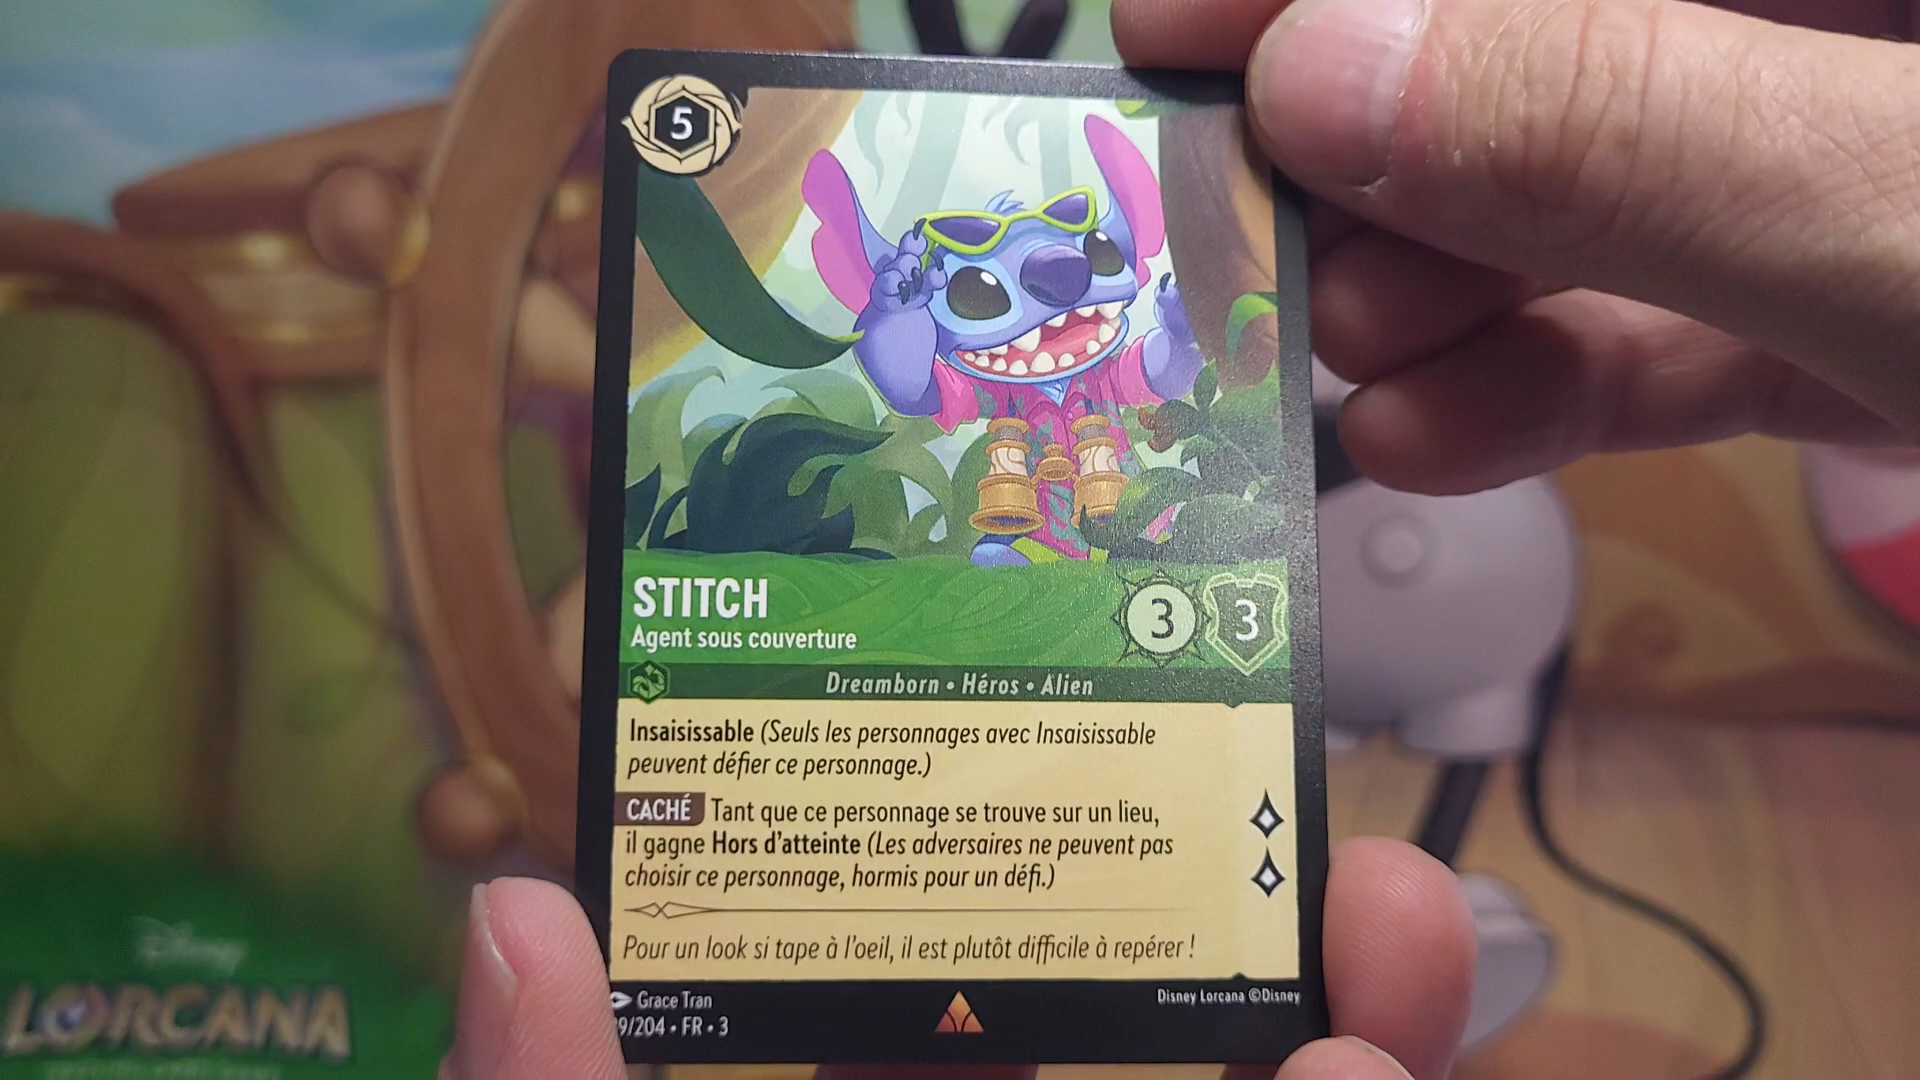 5
STITCH
Agent sous couverture
3
3
Dreamborn • Héros • Alien
Insaisissable (Seuls les personnages avec Insaisissable
peuvent défier ce personnage.)
CACHÉ Tant que ce personnage se trouve sur un lieu,
il gagne Hors d'atteinte (Les adversaires ne peuvent pas
choisir ce personnage, hormis pour un défi.)
Pour un look si tape à l'oeil, il est plutôt difficile à repérer !
Grace Tran
Disney Lorcana ©Disney
9/204 • FR • 3
Disney
LORCANA